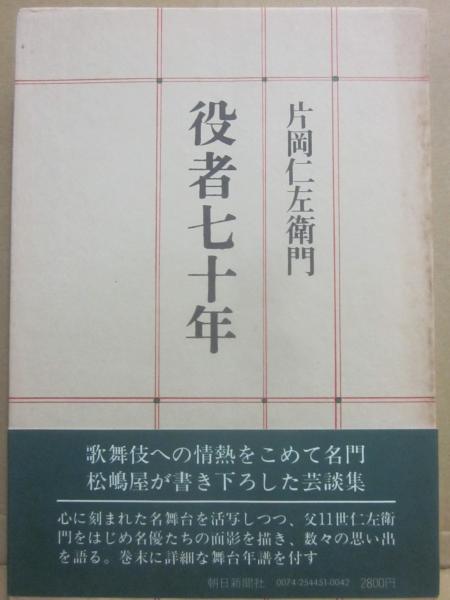 片岡仁左衛門
役者七十年
歌舞伎への情熱をこめて名門
松嶋屋が書き下ろした芸談集
心に刻まれた名舞台を活写しつつ、父11世仁左衛
門をはじめ名優たちの面影を描き、数々の思い出
を語る。巻末に詳細な舞台年譜を付す
朝日新聞社 0074-254451-0042 2800円